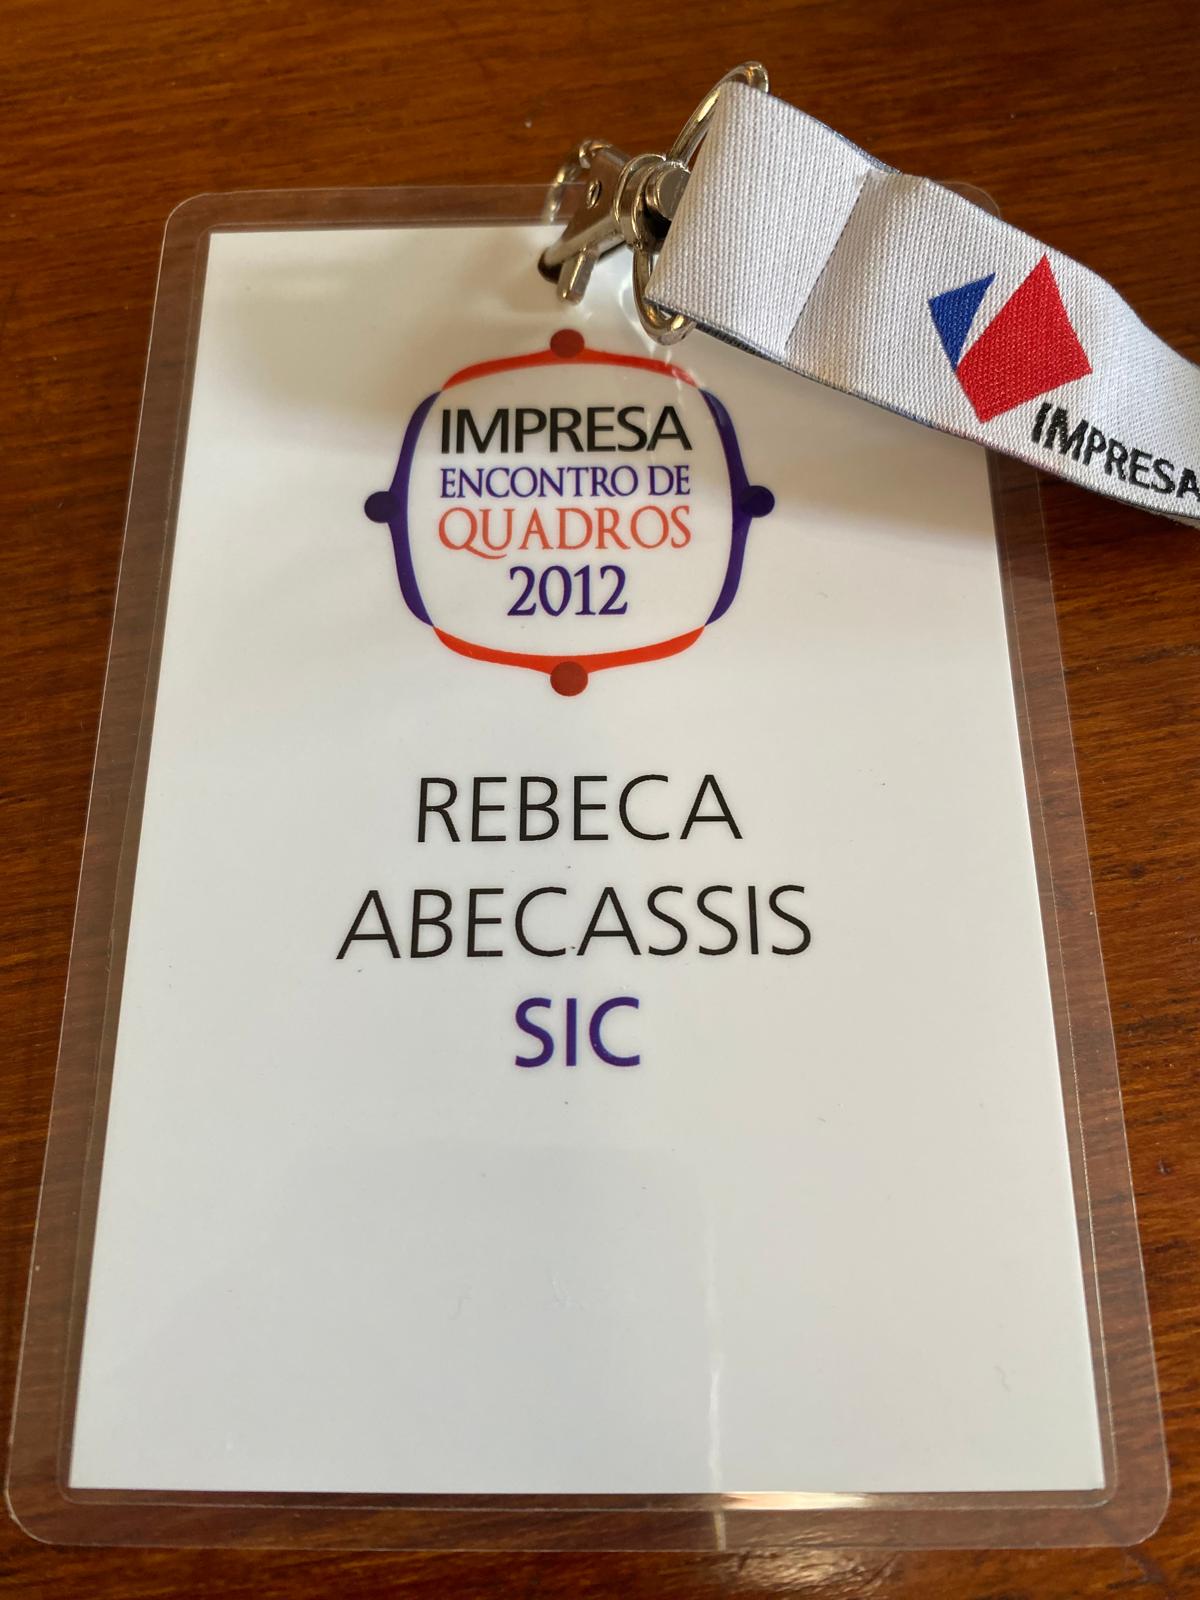 IMPRESA
ENCONTRO DE
QUADROS
2012
REBECA
ABECASSIS
SIC
IMPRESA